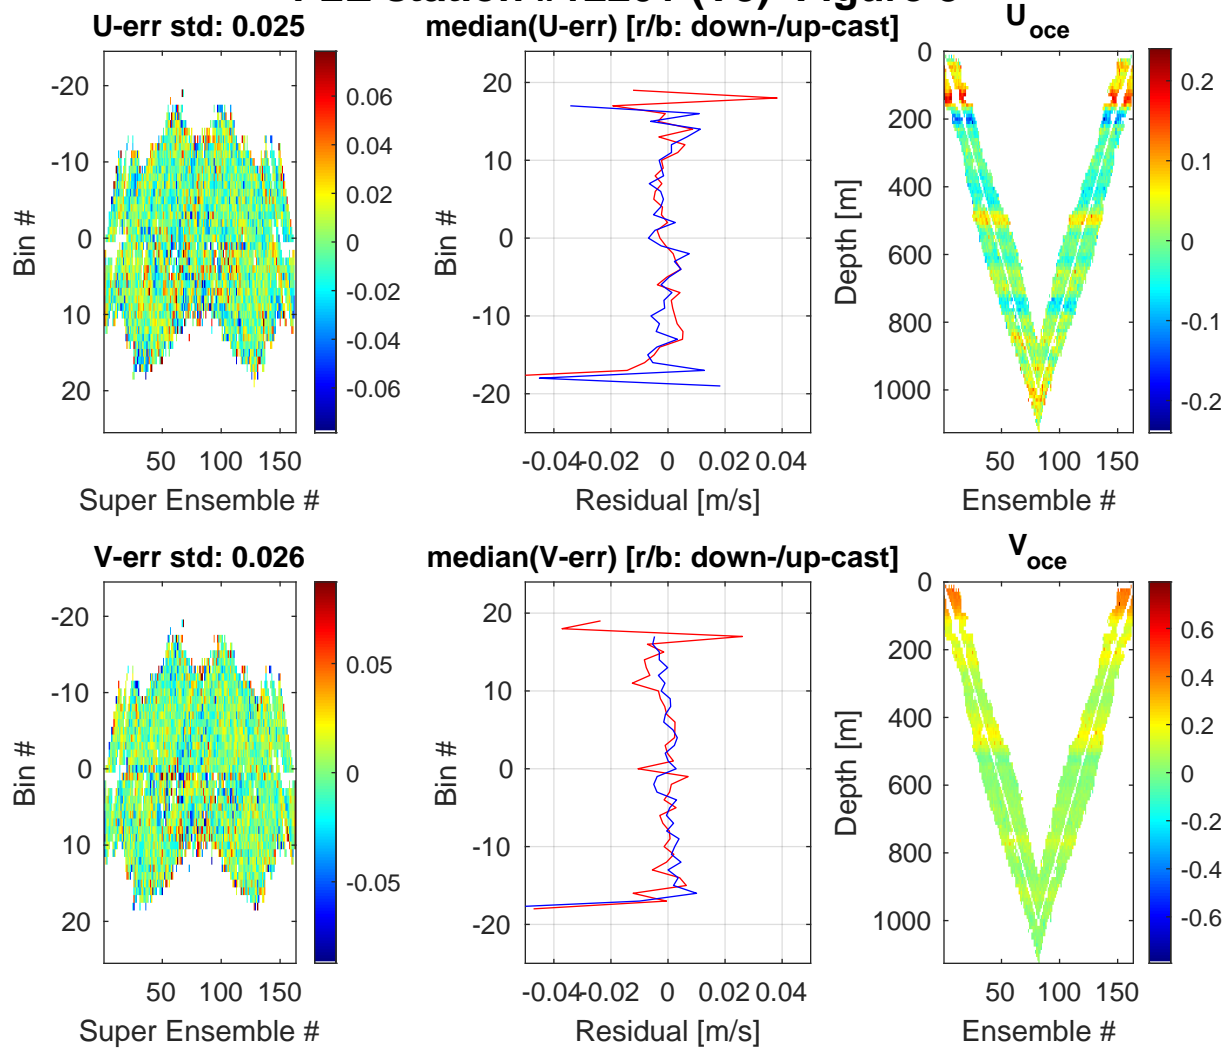 U-err std: 0.025
median(U-err) [r/b: down-/up-cast]
U_oce
-20
-10
0
10
20
Bin #
50 100 150
Super Ensemble #
0.06
0.04
0.02
0
-0.02
-0.04
-0.06
20
10
0
-10
-20
Bin #
-0.04 -0.02 0 0.02 0.04
Residual [m/s]
0
200
400
600
800
1000
Depth [m]
50 100 150
Ensemble #
0.2
0.1
0
-0.1
-0.2
V-err std: 0.026
median(V-err) [r/b: down-/up-cast]
V_oce
-20
-10
0
10
20
Bin #
50 100 150
Super Ensemble #
0.05
0
-0.05
20
10
0
-10
-20
Bin #
-0.04 -0.02 0 0.02 0.04
Residual [m/s]
0
200
400
600
800
1000
Depth [m]
50 100 150
Ensemble #
0.6
0.4
0.2
0
-0.2
-0.4
-0.6